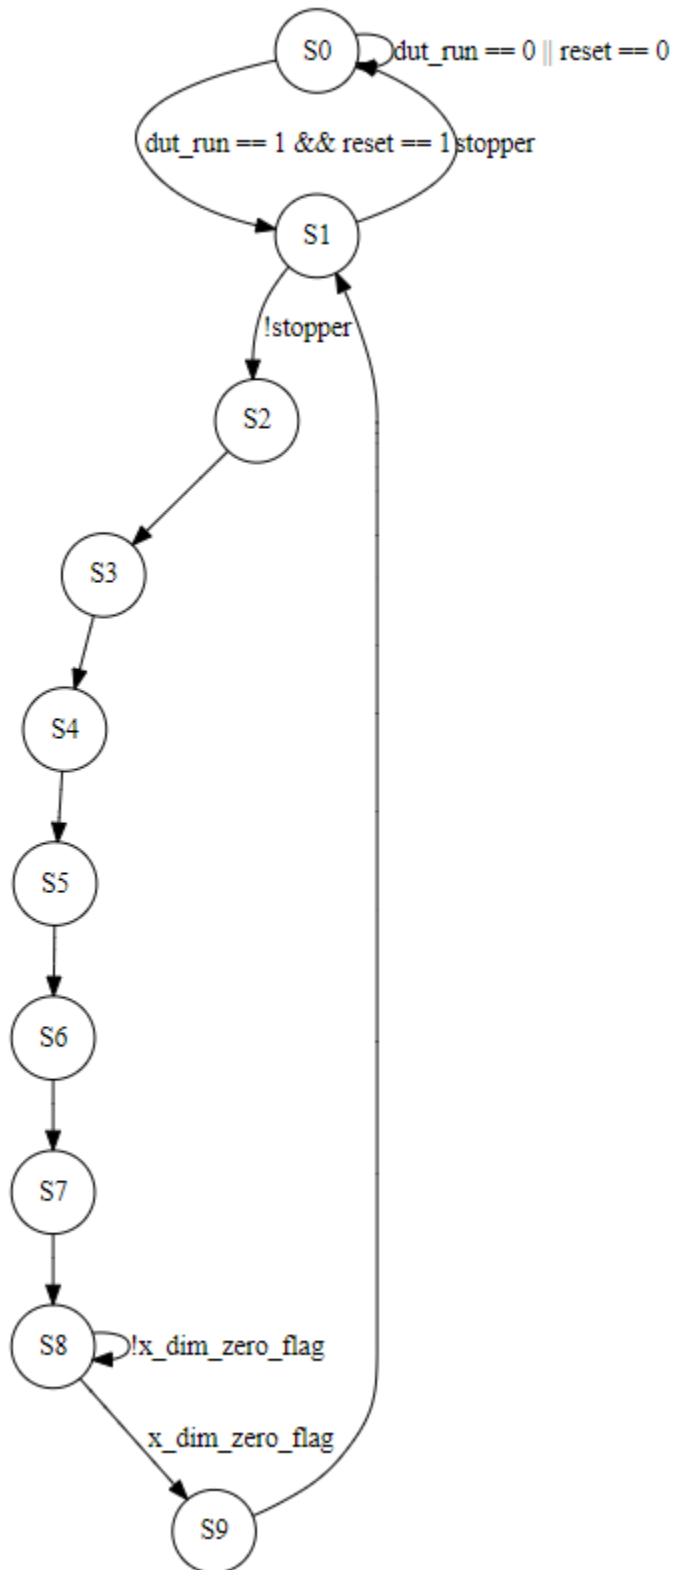 S0
dut_run == 0 || reset == 0
dut_run == 1 && reset == 1
stopper
S1
!stopper
S2
S3
S4
S5
S6
S7
S8
!x_dim_zero_flag
x_dim_zero_flag
S9